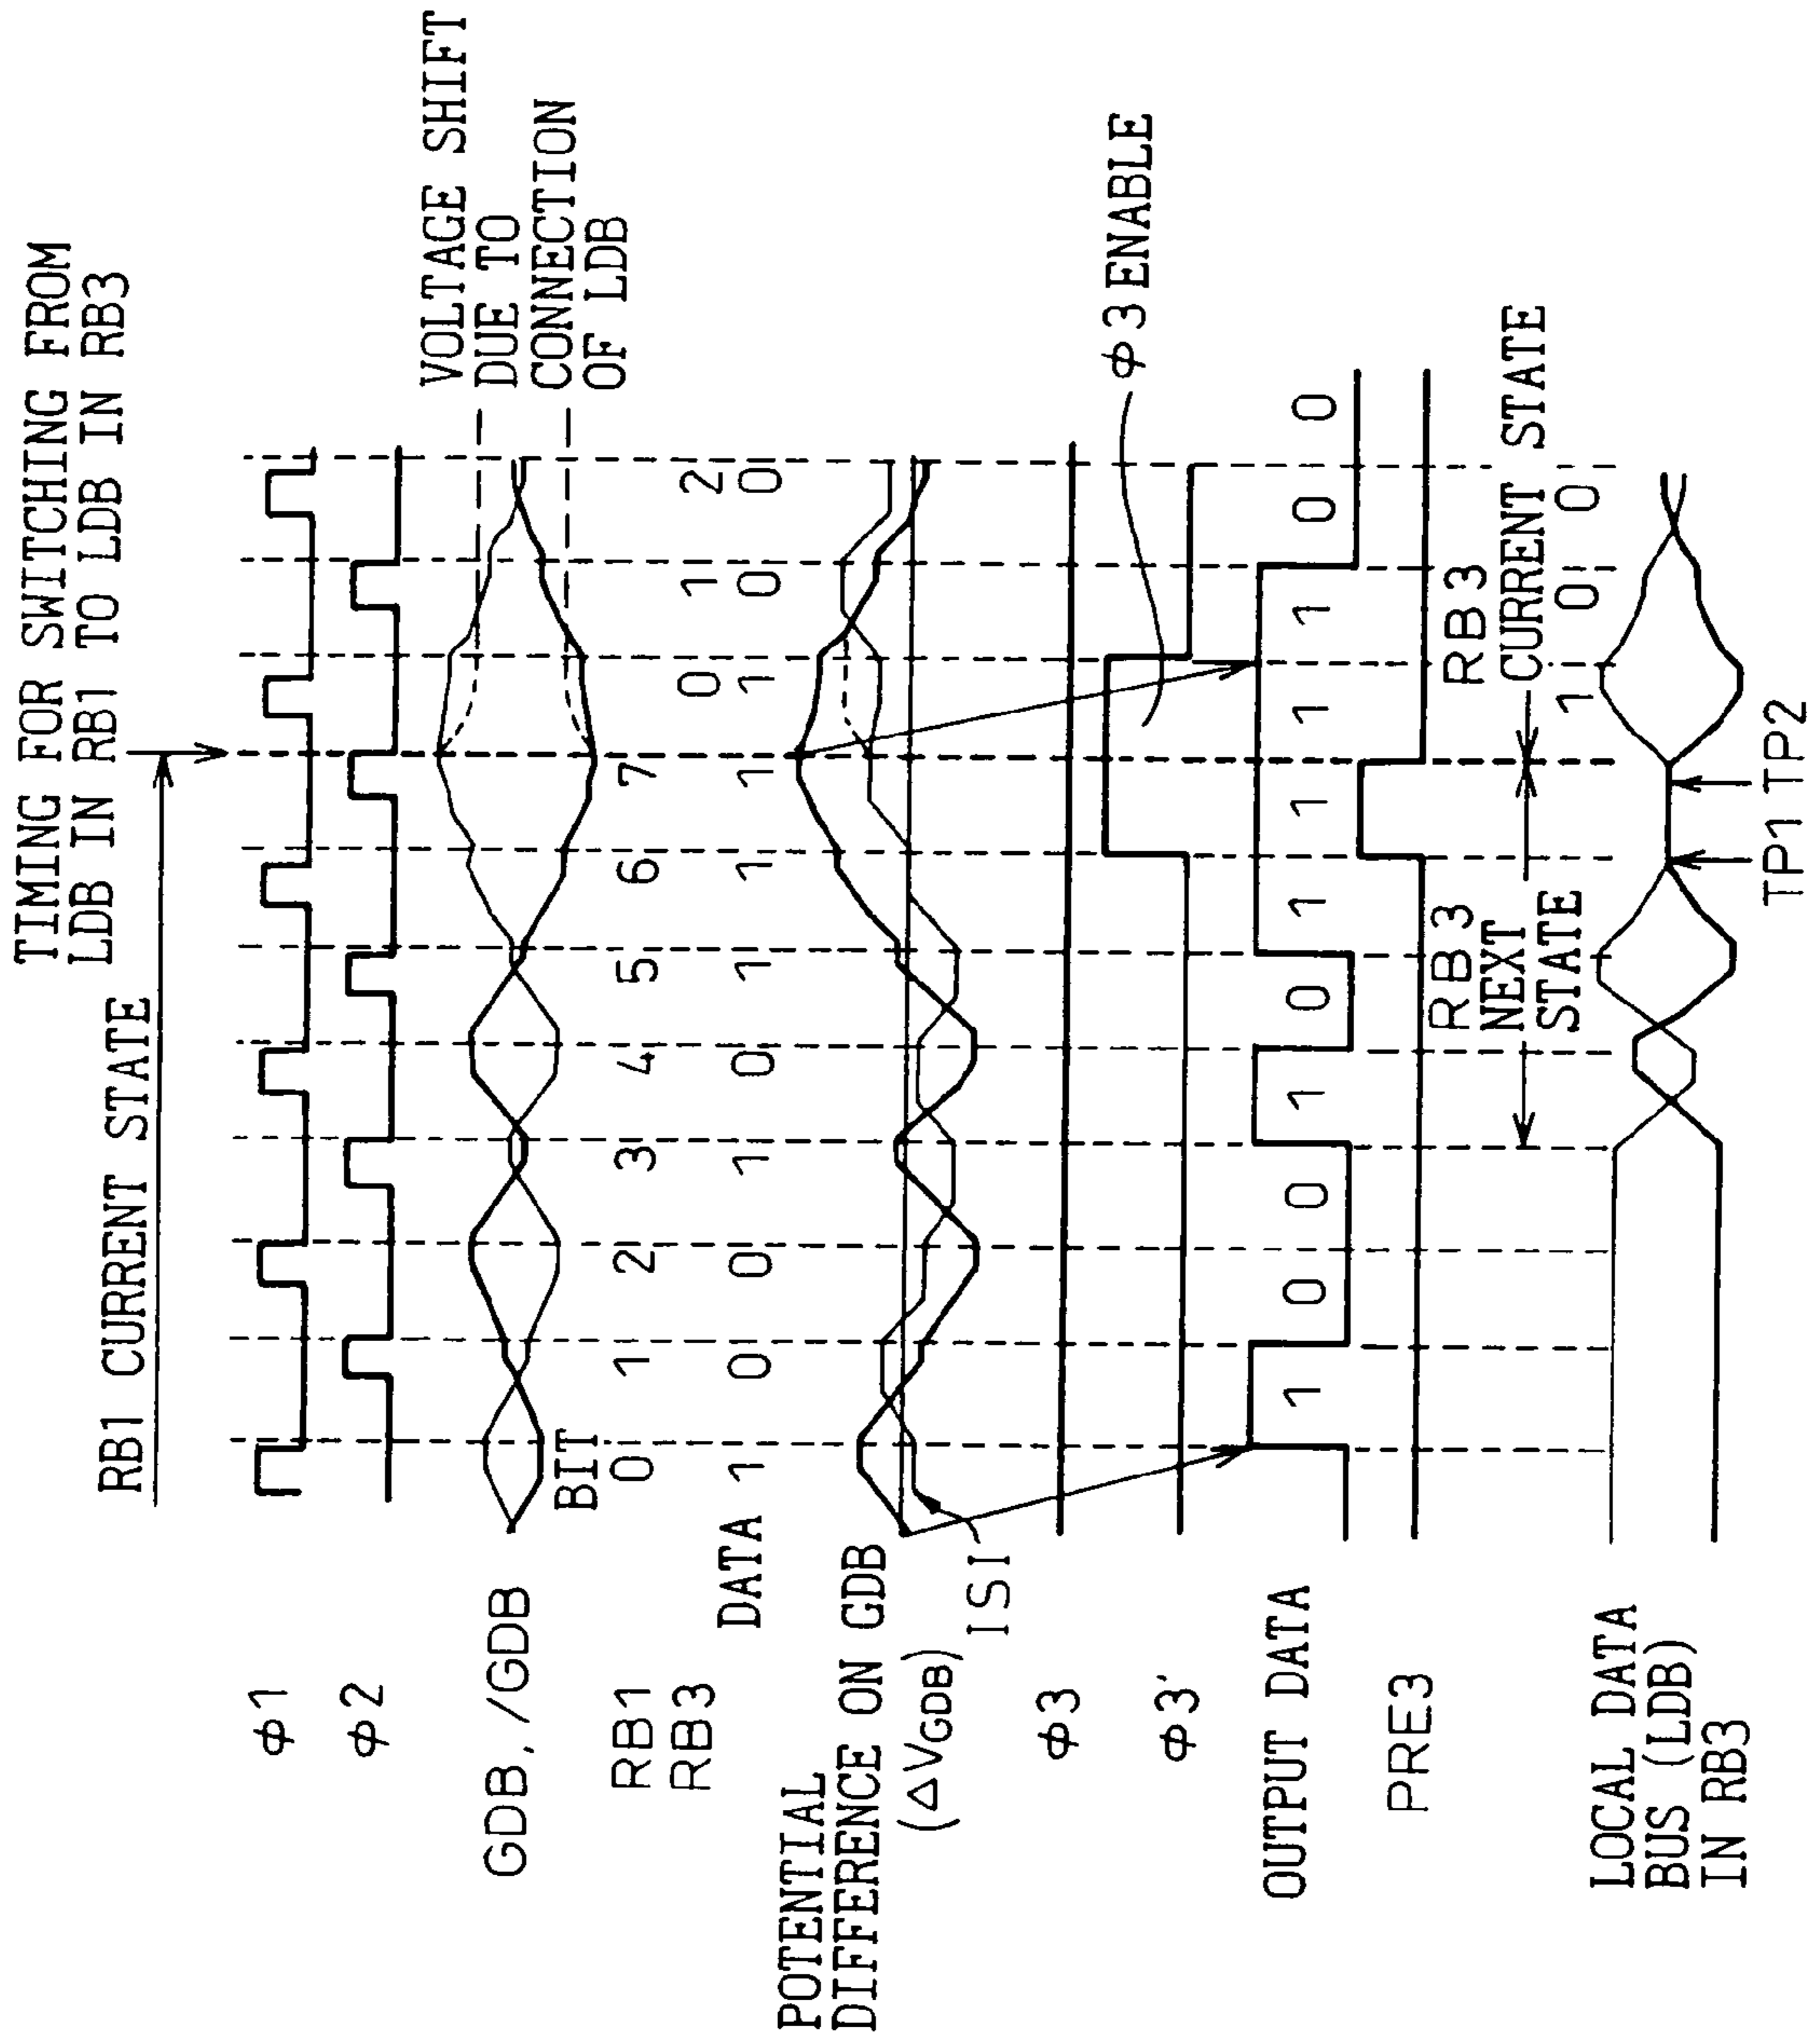 TIMING FOR SWITCHING FROM
LDB IN RB1 TO LDB IN RB3
RB1 CURRENT STATE
φ1
φ2
VOLTAGE SHIFT
DUE TO
CONNECTION
OF LDB
GDB, /GDB
BIT
RB1 0 1 2 3 4 5 6 7
RB3 0 1 2
DATA 1 0 0 1 0 1 1 1 1 0 0
POTENTIAL
DIFFERENCE ON GDB
(ΔVGDB)
ISI
φ3
φ3 ENABLE
φ3'
OUTPUT DATA 1 0 0 1 0 1 1 1 1 0 0
PRE3
RB3
NEXT
STATE
RB3
CURRENT STATE
1 0 0
LOCAL DATA
BUS (LDB)
IN RB3
TP1 TP2